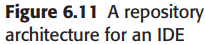 Figure 6.11 A repository
architecture for an IDE